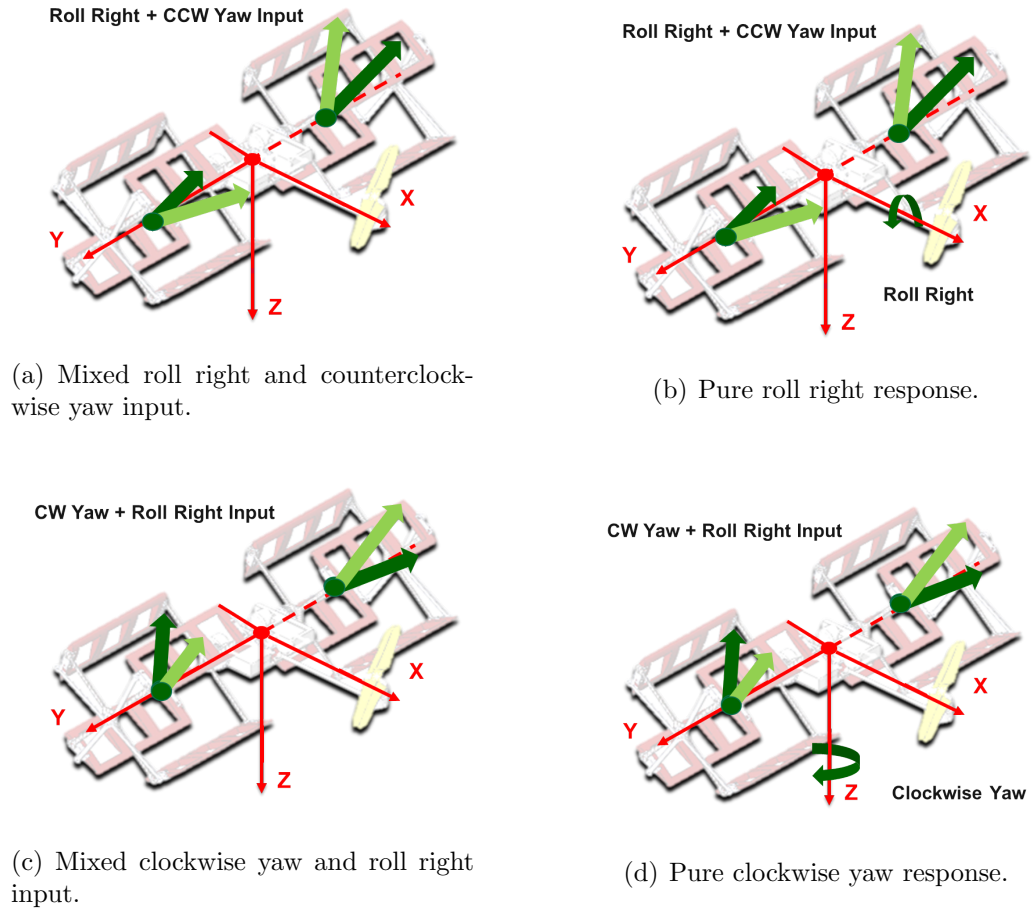 Roll Right + CCW Yaw Input
X
Y
Z
(a) Mixed roll right and counterclock-
wise yaw input.
Roll Right + CCW Yaw Input
X
Y
Roll Right
Z
(b) Pure roll right response.
CW Yaw + Roll Right Input
X
Y
Z
(c) Mixed clockwise yaw and roll right
input.
CW Yaw + Roll Right Input
X
Y
Z
Clockwise Yaw
(d) Pure clockwise yaw response.